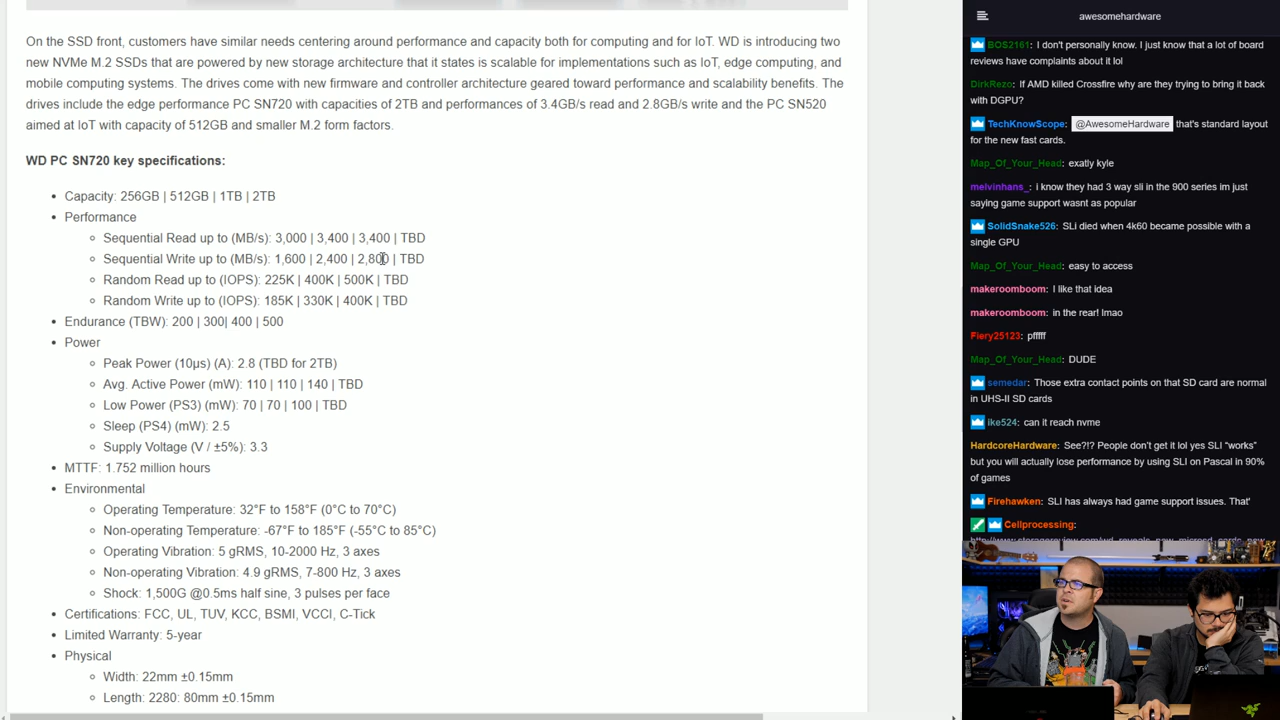 On the SSD front, customers have similar needs centering around performance and capacity both for computing and for IoT. WD is introducing two
new NVMe M.2 SSDs that are powered by new storage architecture that it states is scalable for implementations such as IoT, edge computing, and
mobile computing systems. The drives come with new firmware and controller architecture geared toward performance and scalability benefits. The
drives include the edge performance PC SN720 with capacities of 2TB and performances of 3.4GB/s read and 2.8GB/s write and the PC SN520
aimed at IoT with capacity of 512GB and smaller M.2 form factors.
WD PC SN720 key specifications:
Capacity: 256GB | 512GB | 1TB | 2TB
Performance
Sequential Read up to (MB/s): 3,000 | 3,400 | 3,400 | TBD
Sequential Write up to (MB/s): 1,600 | 2,400 | 2,800 | TBD
Random Read up to (IOPS): 225K | 400K | 500K | TBD
Random Write up to (IOPS): 185K | 330K | 400K | TBD
Endurance (TBW): 200 | 300| 400 | 500
Power
Peak Power (10μs) (A): 2.8 (TBD for 2TB)
Avg. Active Power (mW): 110 | 110 | 140 | TBD
Low Power (PS3) (mW): 70 | 70 | 100 | TBD
Sleep (PS4) (mW): 2.5
Supply Voltage (V / ±5%): 3.3
MTTF: 1.752 million hours
Environmental
Operating Temperature: 32°F to 158°F (0°C to 70°C)
Non-operating Temperature: -67°F to 185°F (-55°C to 85°C)
Operating Vibration: 5 gRMS, 10-2000 Hz, 3 axes
Non-operating Vibration: 4.9 gRMS, 7-800 Hz, 3 axes
Shock: 1,500G @0.5ms half sine, 3 pulses per face
Certifications: FCC, UL, TUV, KCC, BSMI, VCCI, C-Tick
Limited Warranty: 5-year
Physical
Width: 22mm ±0.15mm
Length: 2280: 80mm ±0.15mm
awesomehardware
BOS2161: I don't personally know. I just know that a lot of board
reviews have complaints about it lol
DirkRezo: If AMD killed Crossfire why are they trying to bring it back
with DGPU?
TechKnowScope: @AwesomeHardware that's standard layout
for the new fast cards.
Map_Of_Your_Head: exatly kyle
melvinhans_: i know they had 3 way sli in the 900 series im just
saying game support wasnt as popular
SolidSnake526: SLi died when 4k60 became possible with a
single GPU
Map_Of_Your_Head: easy to access
makeroomboom: I like that idea
makeroomboom: in the rear! lmao
Fiery25123: pfffff
Map_Of_Your_Head: DUDE
semedar: Those extra contact points on that SD card are normal
in UHS-II SD cards
ike524: can it reach nvme
HardcoreHardware: See?!? People don't get it lol yes SLI "works"
but you will actually lose performance by using SLI on Pascal in 90%
of games
Firehawken: SLI has always had game support issues. That'
Cellprocessing: